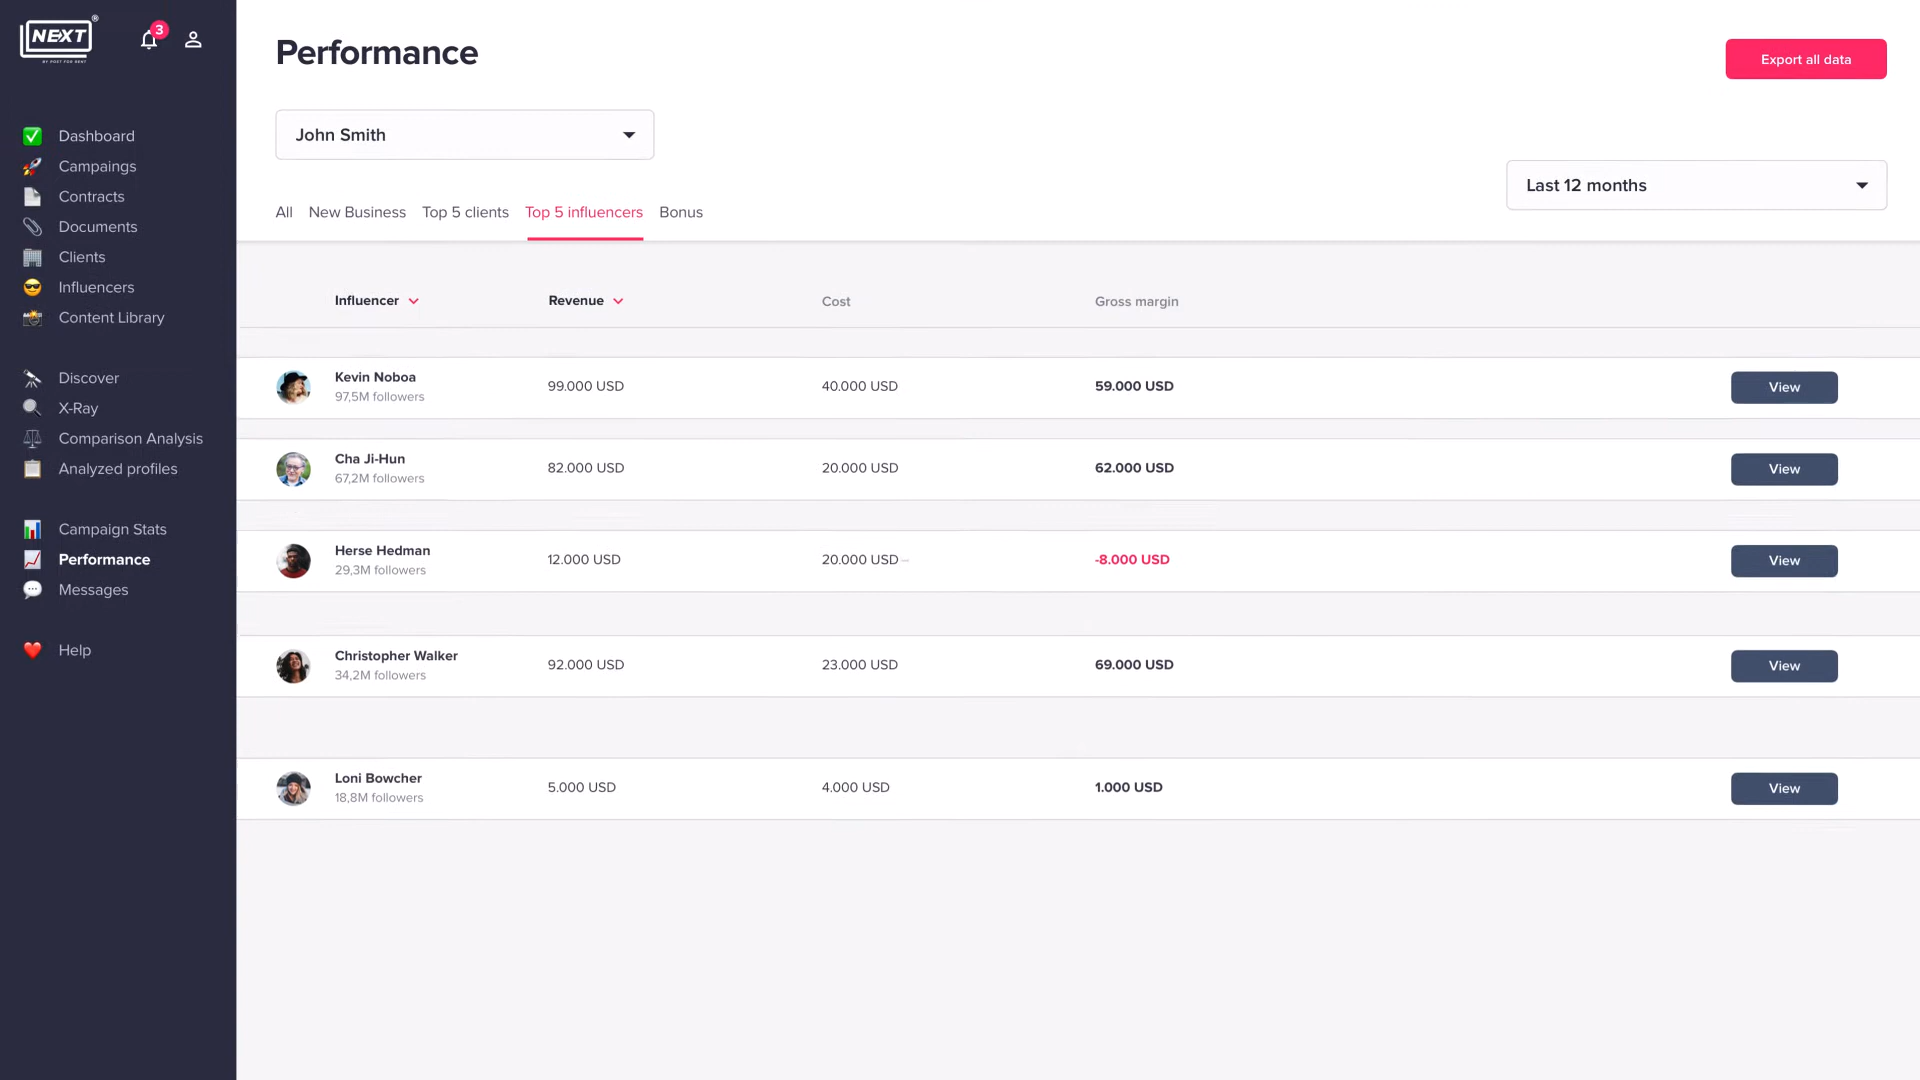 NEXT®
BY POST FOR RENT
3
Dashboard
Campaings
Contracts
Documents
Clients
Influencers
Content Library
Discover
X-Ray
Comparison Analysis
Analyzed profiles
Campaign Stats
Performance
Messages
Help
Performance
Export all data
John Smith
Last 12 months
All New Business Top 5 clients Top 5 influencers Bonus
Influencer Revenue Cost Gross margin
Kevin Noboa
97,5M followers
99.000 USD 40.000 USD 59.000 USD View
Cha Ji-Hun
67,2M followers
82.000 USD 20.000 USD 62.000 USD View
Herse Hedman
29,3M followers
12.000 USD 20.000 USD -8.000 USD View
Christopher Walker
34,2M followers
92.000 USD 23.000 USD 69.000 USD View
Loni Bowcher
18,8M followers
5.000 USD 4.000 USD 1.000 USD View